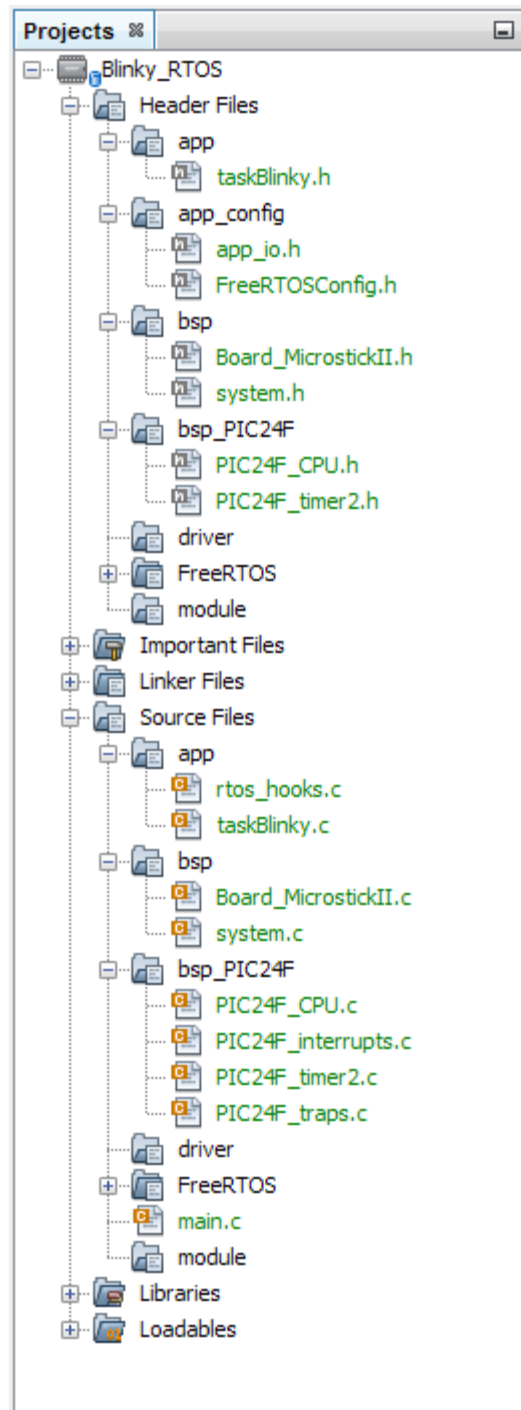 Projects
Blinky_RTOS
Header Files
app
taskBlinky.h
app_config
app_io.h
FreeRTOSConfig.h
bsp
Board_MicrostickII.h
system.h
bsp_PIC24F
PIC24F_CPU.h
PIC24F_timer2.h
driver
FreeRTOS
module
Important Files
Linker Files
Source Files
app
rtos_hooks.c
taskBlinky.c
bsp
Board_MicrostickII.c
system.c
bsp_PIC24F
PIC24F_CPU.c
PIC24F_interrupts.c
PIC24F_timer2.c
PIC24F_traps.c
driver
FreeRTOS
main.c
module
Libraries
Loadables